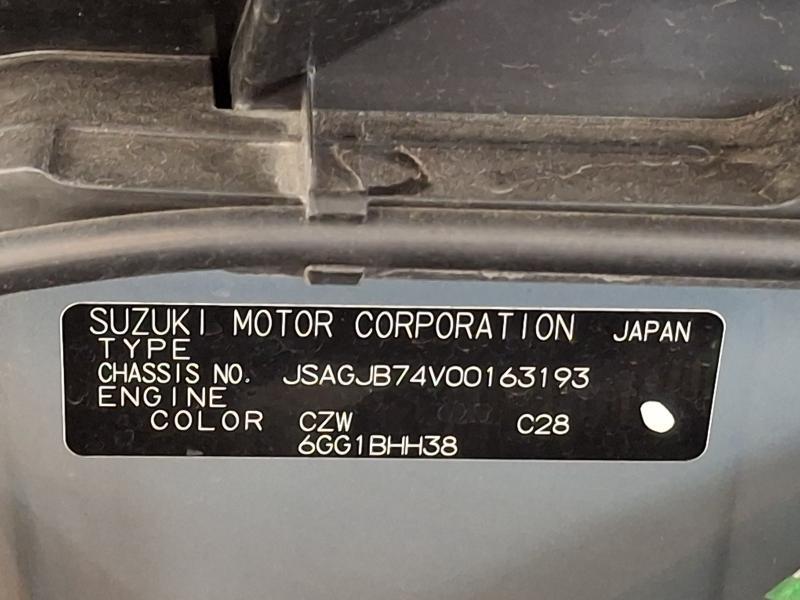 SUZUKI MOTOR CORPORATION JAPAN
TYPE
CHASSIS NO. JSAGJB74V00163193
ENGINE
COLOR CZW C28
6GG1BHH38